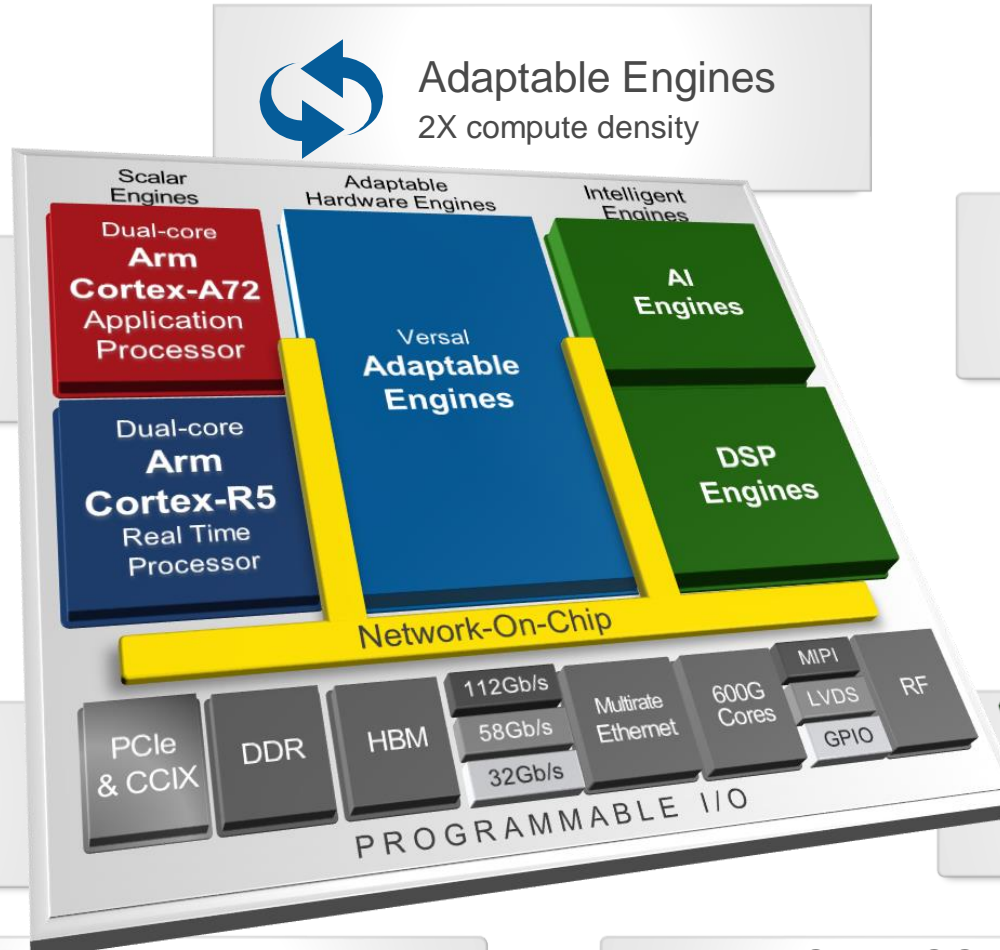 Adaptable Engines
2X compute density
Scalar
Engines
Adaptable
Hardware Engines
Intelligent
Engines
Dual-core
Arm
Cortex-A72
Application
Processor
Dual-core
Arm
Cortex-R5
Real Time
Processor
Versal
Adaptable
Engines
AI
Engines
DSP
Engines
Network-On-Chip
PCIe
& CCIX
DDR
HBM
112Gb/s
58Gb/s
32Gb/s
Multirate
Ethernet
600G
Cores
MIPI
LVDS
GPIO
RF
PROGRAMMABLE I/O